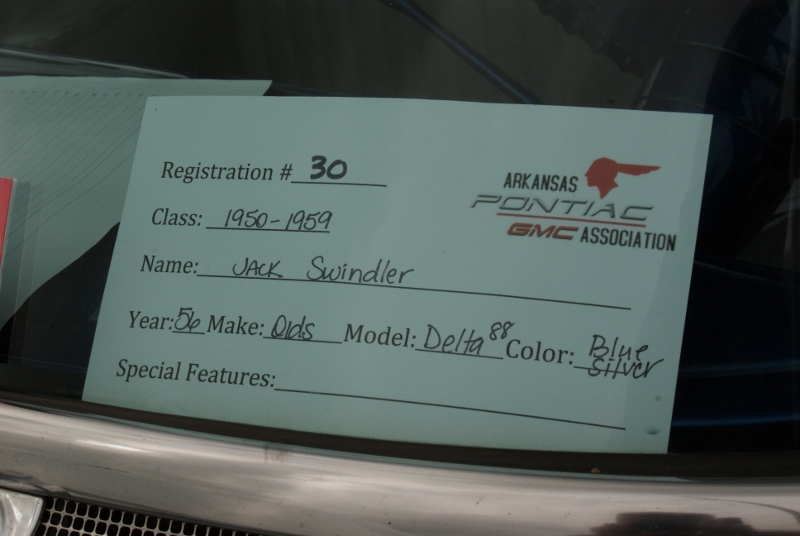 Registration # 30
ARKANSAS
PONTIAC
GMC ASSOCIATION
Class: 1950-1959
Name: JACK Swindler
Year: 56 Make: Olds Model: Delta 88 Color: Blue
Silver
Special Features: